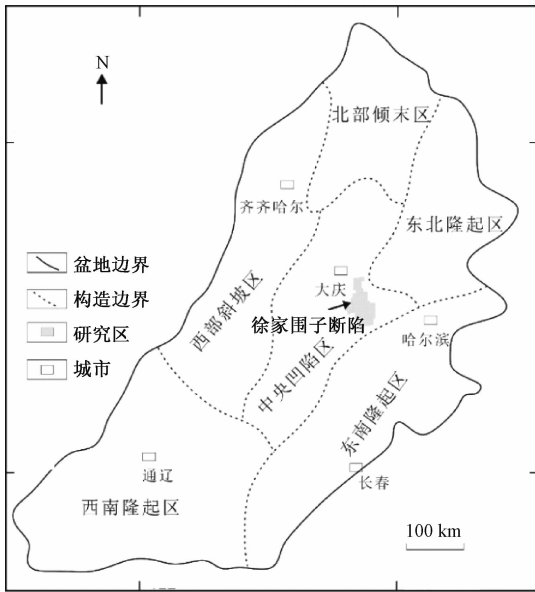 N
北部倾末区
齐齐哈尔
东北隆起区
盆地边界
构造边界
研究区
城市
西部斜坡区
大庆
徐家围子断陷
哈尔滨
中央凹陷区
东南隆起区
通辽
长春
西南隆起区
100 km